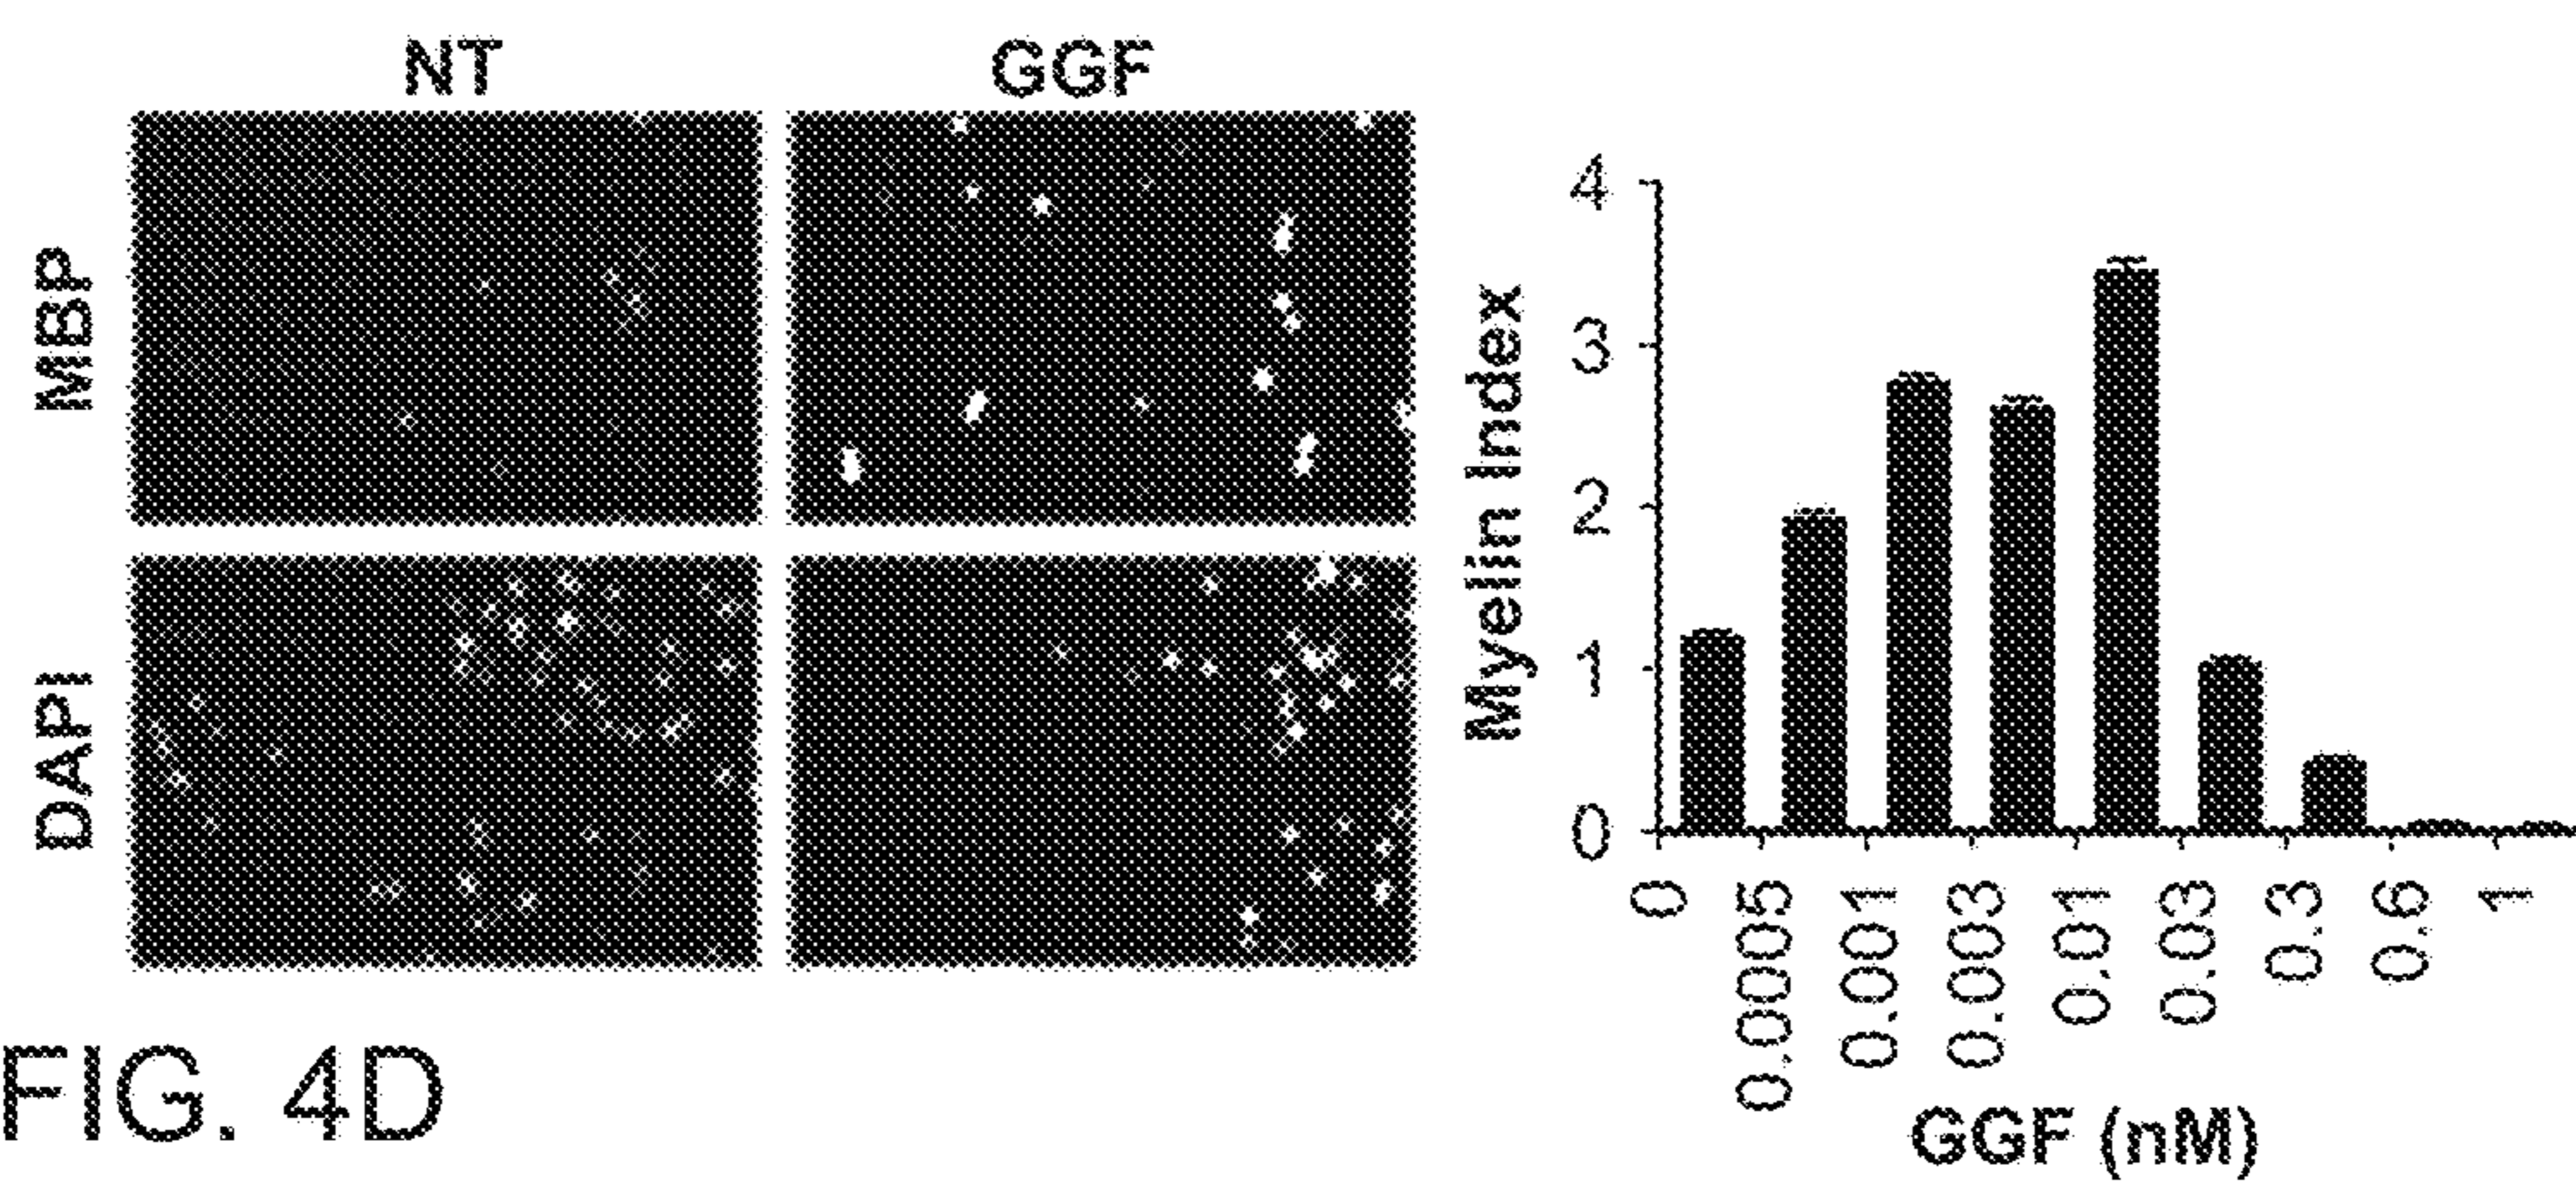 NT
GGF
MBP
DAPI
Myelin Index
4
3
2
1
0
0
0.0005
0.001
0.003
0.01
0.03
0.3
0.6
1
GGF (nM)
FIG. 4D